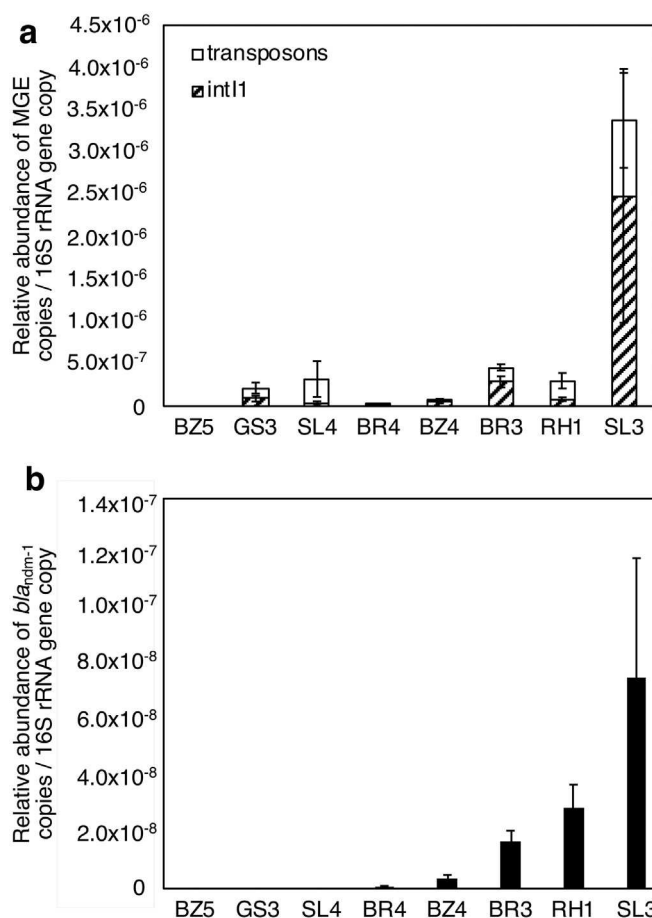 a
Relative abundance of MGE
copies / 16S rRNA gene copy
4.5x10⁻⁶
4.0x10⁻⁶
3.5x10⁻⁶
3.0x10⁻⁶
2.5x10⁻⁶
2.0x10⁻⁶
1.5x10⁻⁶
1.0x10⁻⁶
5.0x10⁻⁷
0
transposons
intI1
BZ5 GS3 SL4 BR4 BZ4 BR3 RH1 SL3
b
Relative abundance of blandm-1
copies / 16S rRNA gene copy
1.4x10⁻⁷
1.2x10⁻⁷
1.0x10⁻⁷
8.0x10⁻⁸
6.0x10⁻⁸
4.0x10⁻⁸
2.0x10⁻⁸
0
BZ5 GS3 SL4 BR4 BZ4 BR3 RH1 SL3